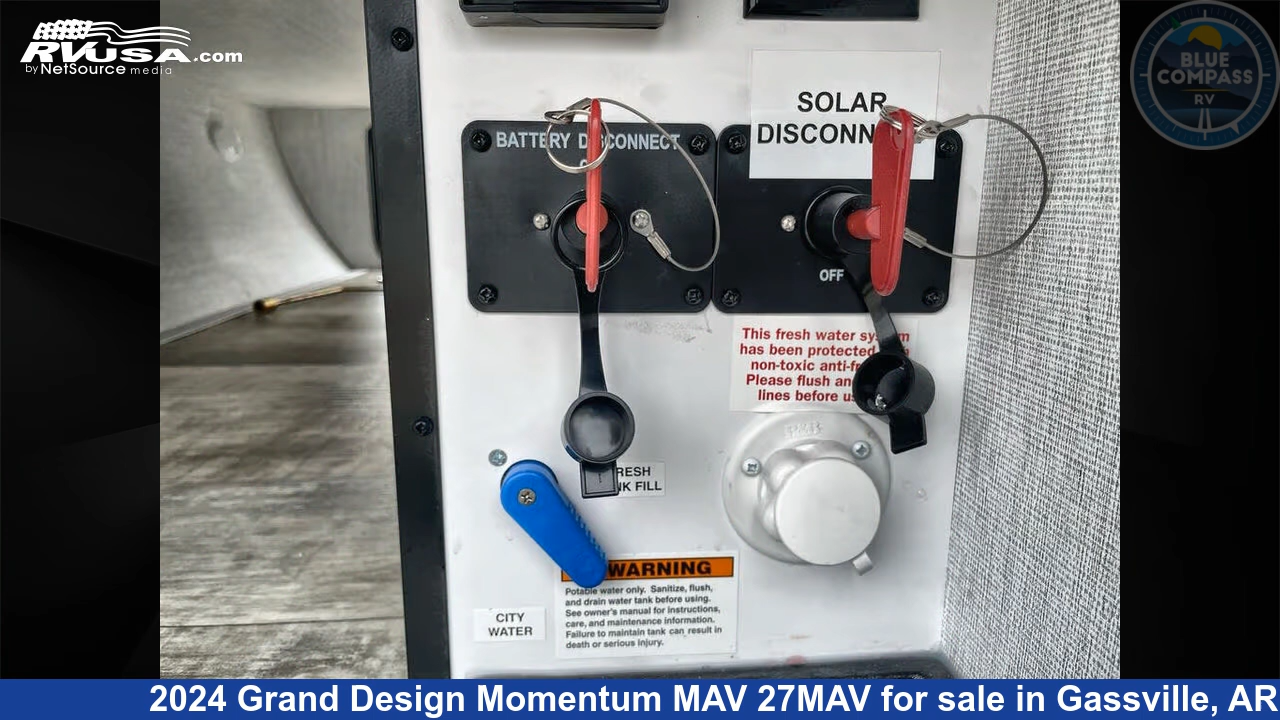 RVUSA.com
by NetSource media
BLUE
COMPASS
RV
SOLAR
DISCONN
BATTERY DISCONNECT
OFF
This fresh water sy m
has been protected
non-toxic anti-fr
Please flush an
lines before us
RESH
NK FILL
WARNING
Potable water only. Sanitize, flush,
and drain water tank before using.
See owner's manual for instructions,
care, and maintenance information.
Failure to maintain tank can result in
death or serious injury.
CITY
WATER
2024 Grand Design Momentum MAV 27MAV for sale in Gassville, AR